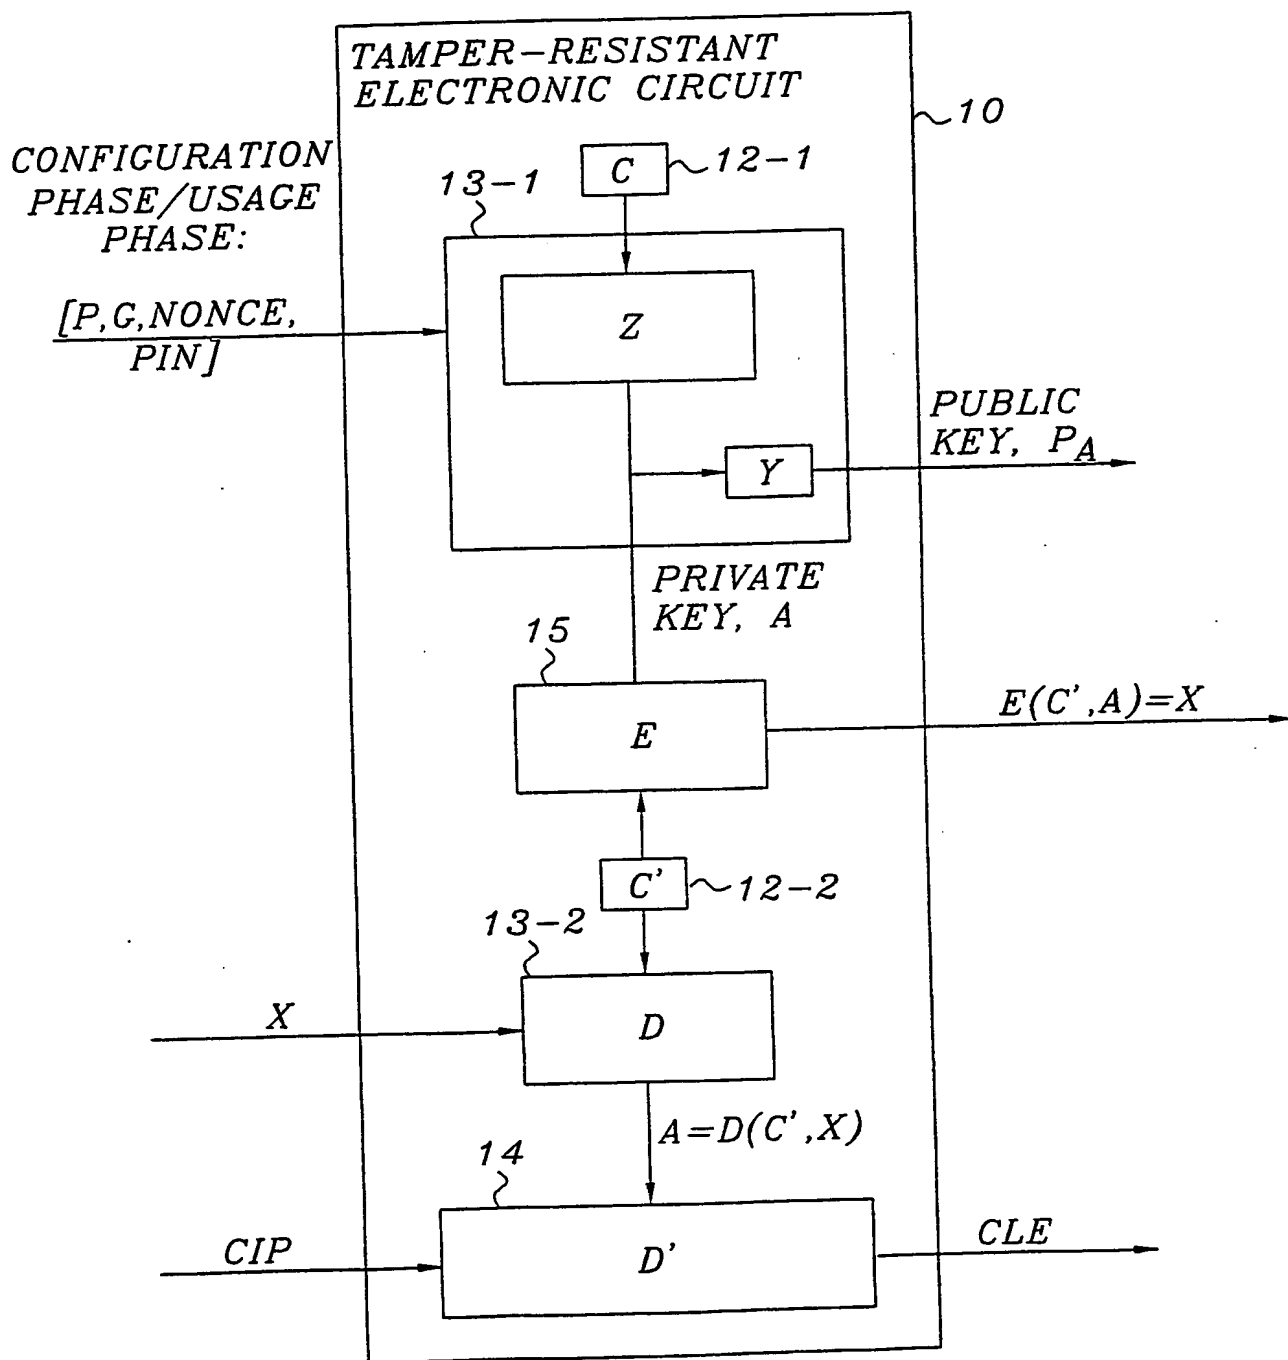 TAMPER-RESISTANT
ELECTRONIC CIRCUIT
10
CONFIGURATION
PHASE/USAGE
PHASE:
C
12-1
13-1
[P,G,NONCE,
PIN]
Z
PUBLIC
KEY, PA
Y
PRIVATE
KEY, A
15
E
E(C',A)=X
C'
12-2
13-2
X
D
A=D(C',X)
14
CIP
D'
CLE